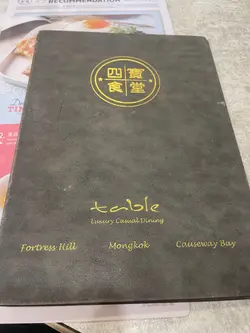 RECOMMENDATION
四寶
食堂
table
Luxury Casual Dining
Fortress Hill Mongkok Causeway Bay